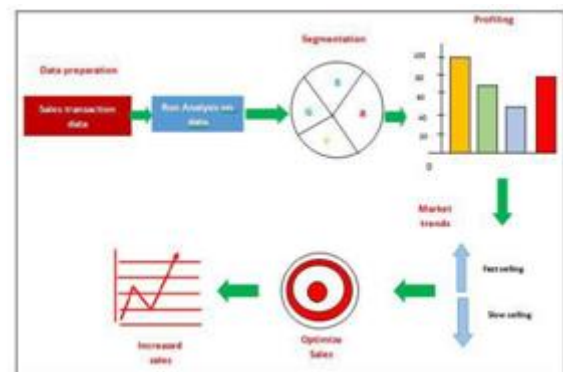 Profiting
Segmentation
Data preparation
Sales transaction
data
Run Analysis on
data
100
80
60
40
20
0
Market
trends
Fast selling
Slow selling
Optimize
Sales
Increased
sales